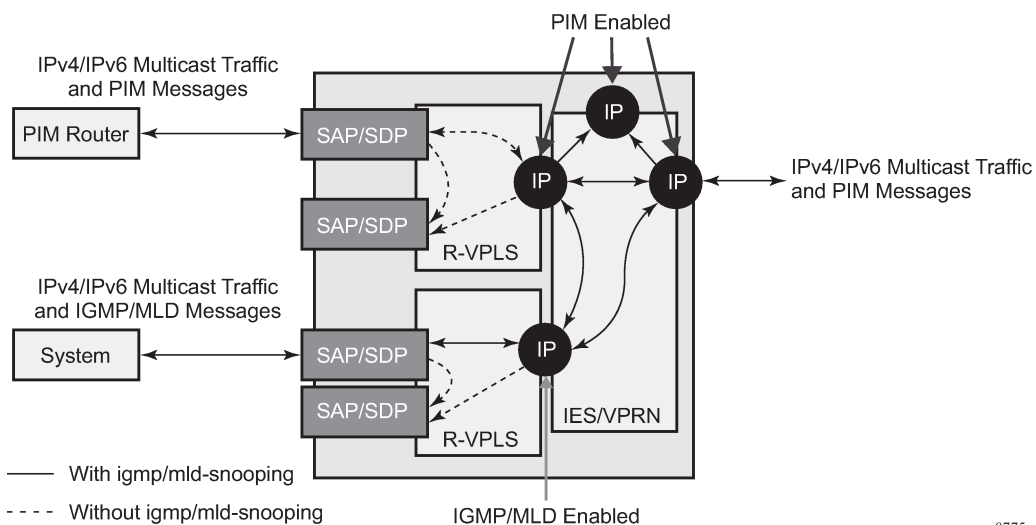 PIM Enabled
IPv4/IPv6 Multicast Traffic
and PIM Messages
PIM Router
SAP/SDP
IP
IP
IP
IPv4/IPv6 Multicast Traffic
and PIM Messages
SAP/SDP
R-VPLS
IPv4/IPv6 Multicast Traffic
and IGMP/MLD Messages
System
SAP/SDP
IP
SAP/SDP
IES/VPRN
R-VPLS
With igmp/mld-snooping
Without igmp/mld-snooping
IGMP/MLD Enabled